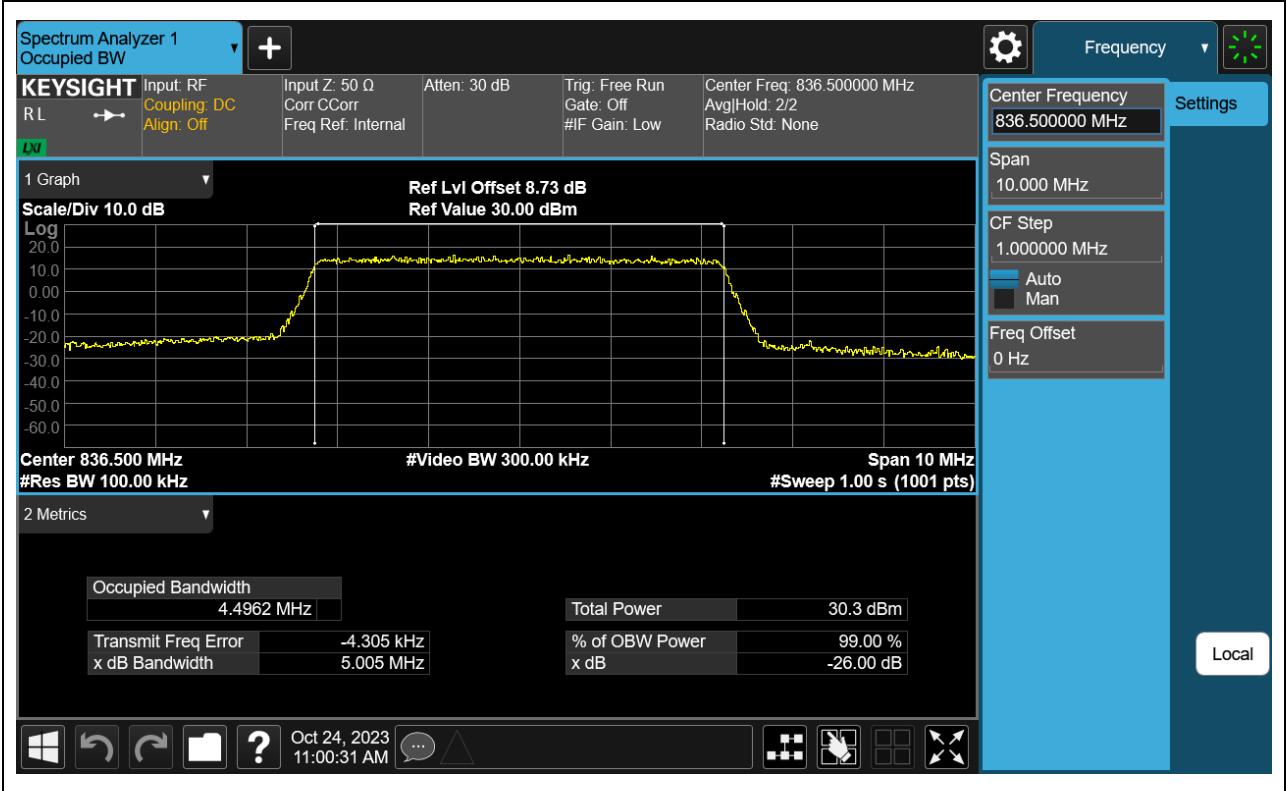 Spectrum Analyzer 1
Occupied BW
Frequency
KEYSIGHT
R L
LXI
Input: RF
Coupling: DC
Align: Off
Input Z: 50 Ω
Corr CCorr
Freq Ref: Internal
Atten: 30 dB
Trig: Free Run
Gate: Off
#IF Gain: Low
Center Freq: 836.500000 MHz
Avg|Hold: 2/2
Radio Std: None
Center Frequency
836.500000 MHz
Settings
Span
10.000 MHz
CF Step
1.000000 MHz
Auto
Man
Freq Offset
0 Hz
Local
1 Graph
Scale/Div 10.0 dB
Ref Lvl Offset 8.73 dB
Ref Value 30.00 dBm
Log
20.0
10.0
0.00
-10.0
-20.0
-30.0
-40.0
-50.0
-60.0
Center 836.500 MHz
#Video BW 300.00 kHz
Span 10 MHz
#Res BW 100.00 kHz
#Sweep 1.00 s (1001 pts)
2 Metrics
Occupied Bandwidth
4.4962 MHz
Total Power 30.3 dBm
Transmit Freq Error -4.305 kHz
% of OBW Power 99.00 %
x dB Bandwidth 5.005 MHz
x dB -26.00 dB
?
Oct 24, 2023
11:00:31 AM